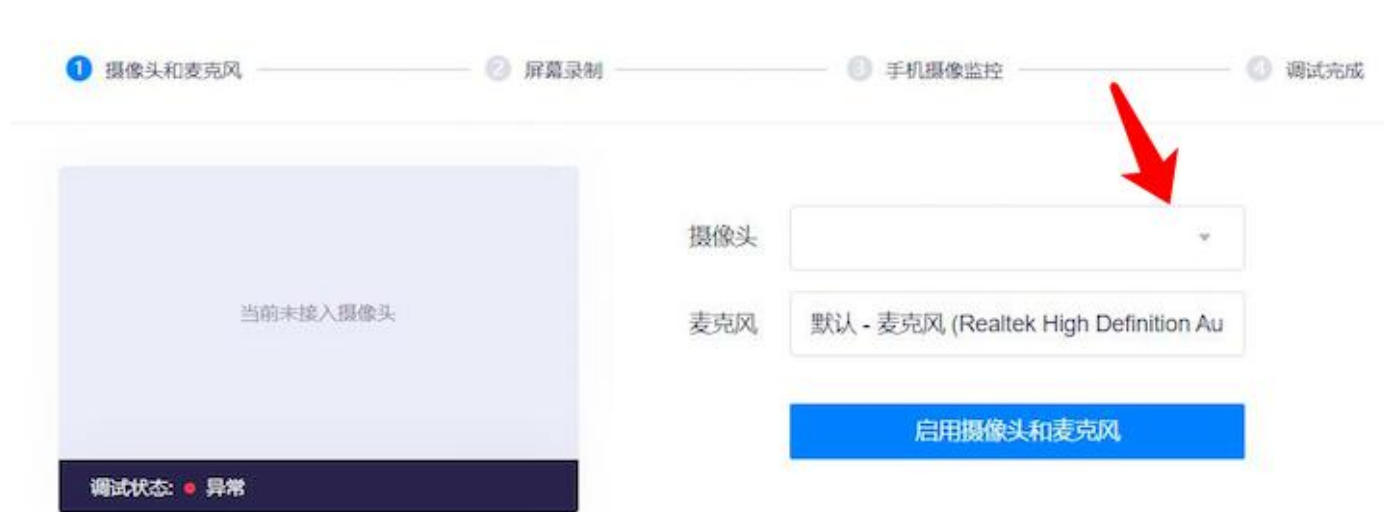 1 摄像头和麦克风 2 屏幕录制 3 手机摄像监控 4 调试完成
摄像头
当前未接入摄像头
麦克风 默认 - 麦克风 (Realtek High Definition Au
启用摄像头和麦克风
调试状态: 异常